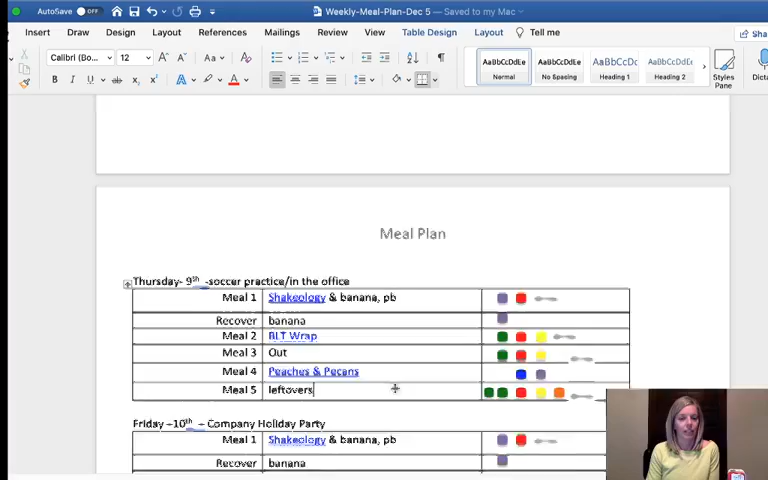 AutoSave OFF Weekly-Meal-Plan-Dec 5 — Saved to my Mac
Insert Draw Design Layout References Mailings Review View Table Design Layout Tell me
Calibri (Bo... 12 Aa AaBbCcDdEe AaBbCcDdEe AaBbCcDc AaBbCcDdEe
Normal No Spacing Heading 1 Heading 2 Styles Pane
Meal Plan
Thursday- 9th -soccer practice/in the office
Meal 1 Shakeology & banana, pb
Recover banana
Meal 2 BLT Wrap
Meal 3 Out
Meal 4 Peaches & Pecans
Meal 5 leftovers
Friday -10th - Company Holiday Party
Meal 1 Shakeology & banana, pb
Recover banana